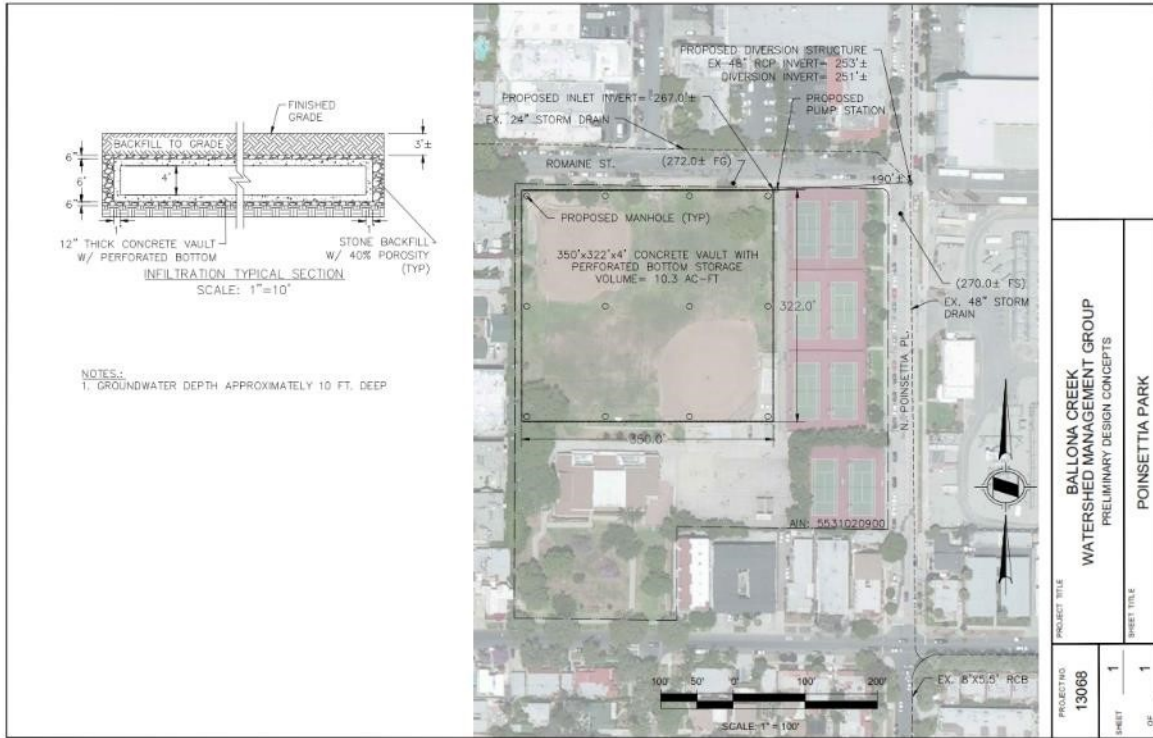 FINISHED
GRADE
BACKFILL TO GRADE
3'±
6"
6'
6"
4'
1'
1'
12" THICK CONCRETE VAULT
W/ PERFORATED BOTTOM
STONE BACKFILL
W/ 40% POROSITY
(TYP)
INFILTRATION TYPICAL SECTION
SCALE: 1"=10'
NOTES:
1. GROUNDWATER DEPTH APPROXIMATELY 10 FT. DEEP
PROPOSED DIVERSION STRUCTURE
EX 48" RCP INVERT= 253'±
DIVERSION INVERT= 251'±
PROPOSED INLET INVERT= 267.0'±
PROPOSED
PUMP STATION
EX. 24" STORM DRAIN
ROMAINE ST.
(272.0± FG)
190'±
PROPOSED MANHOLE (TYP)
350'x322'x4' CONCRETE VAULT WITH
PERFORATED BOTTOM STORAGE
VOLUME= 10.3 AC-FT
322.0'
(270.0± FS)
EX. 48" STORM
DRAIN
N. POINSETTIA PL.
350.0'
AIN: 5531020900
EX. 8'X5.5' RCB
100' 50' 0' 100' 200'
SCALE: 1" = 100'
PROJECT TITLE
BALLONA CREEK
WATERSHED MANAGEMENT GROUP
PRELIMINARY DESIGN CONCEPTS
SHEET TITLE
POINSETTIA PARK
PROJECT NO.
13068
SHEET 1
OF 1